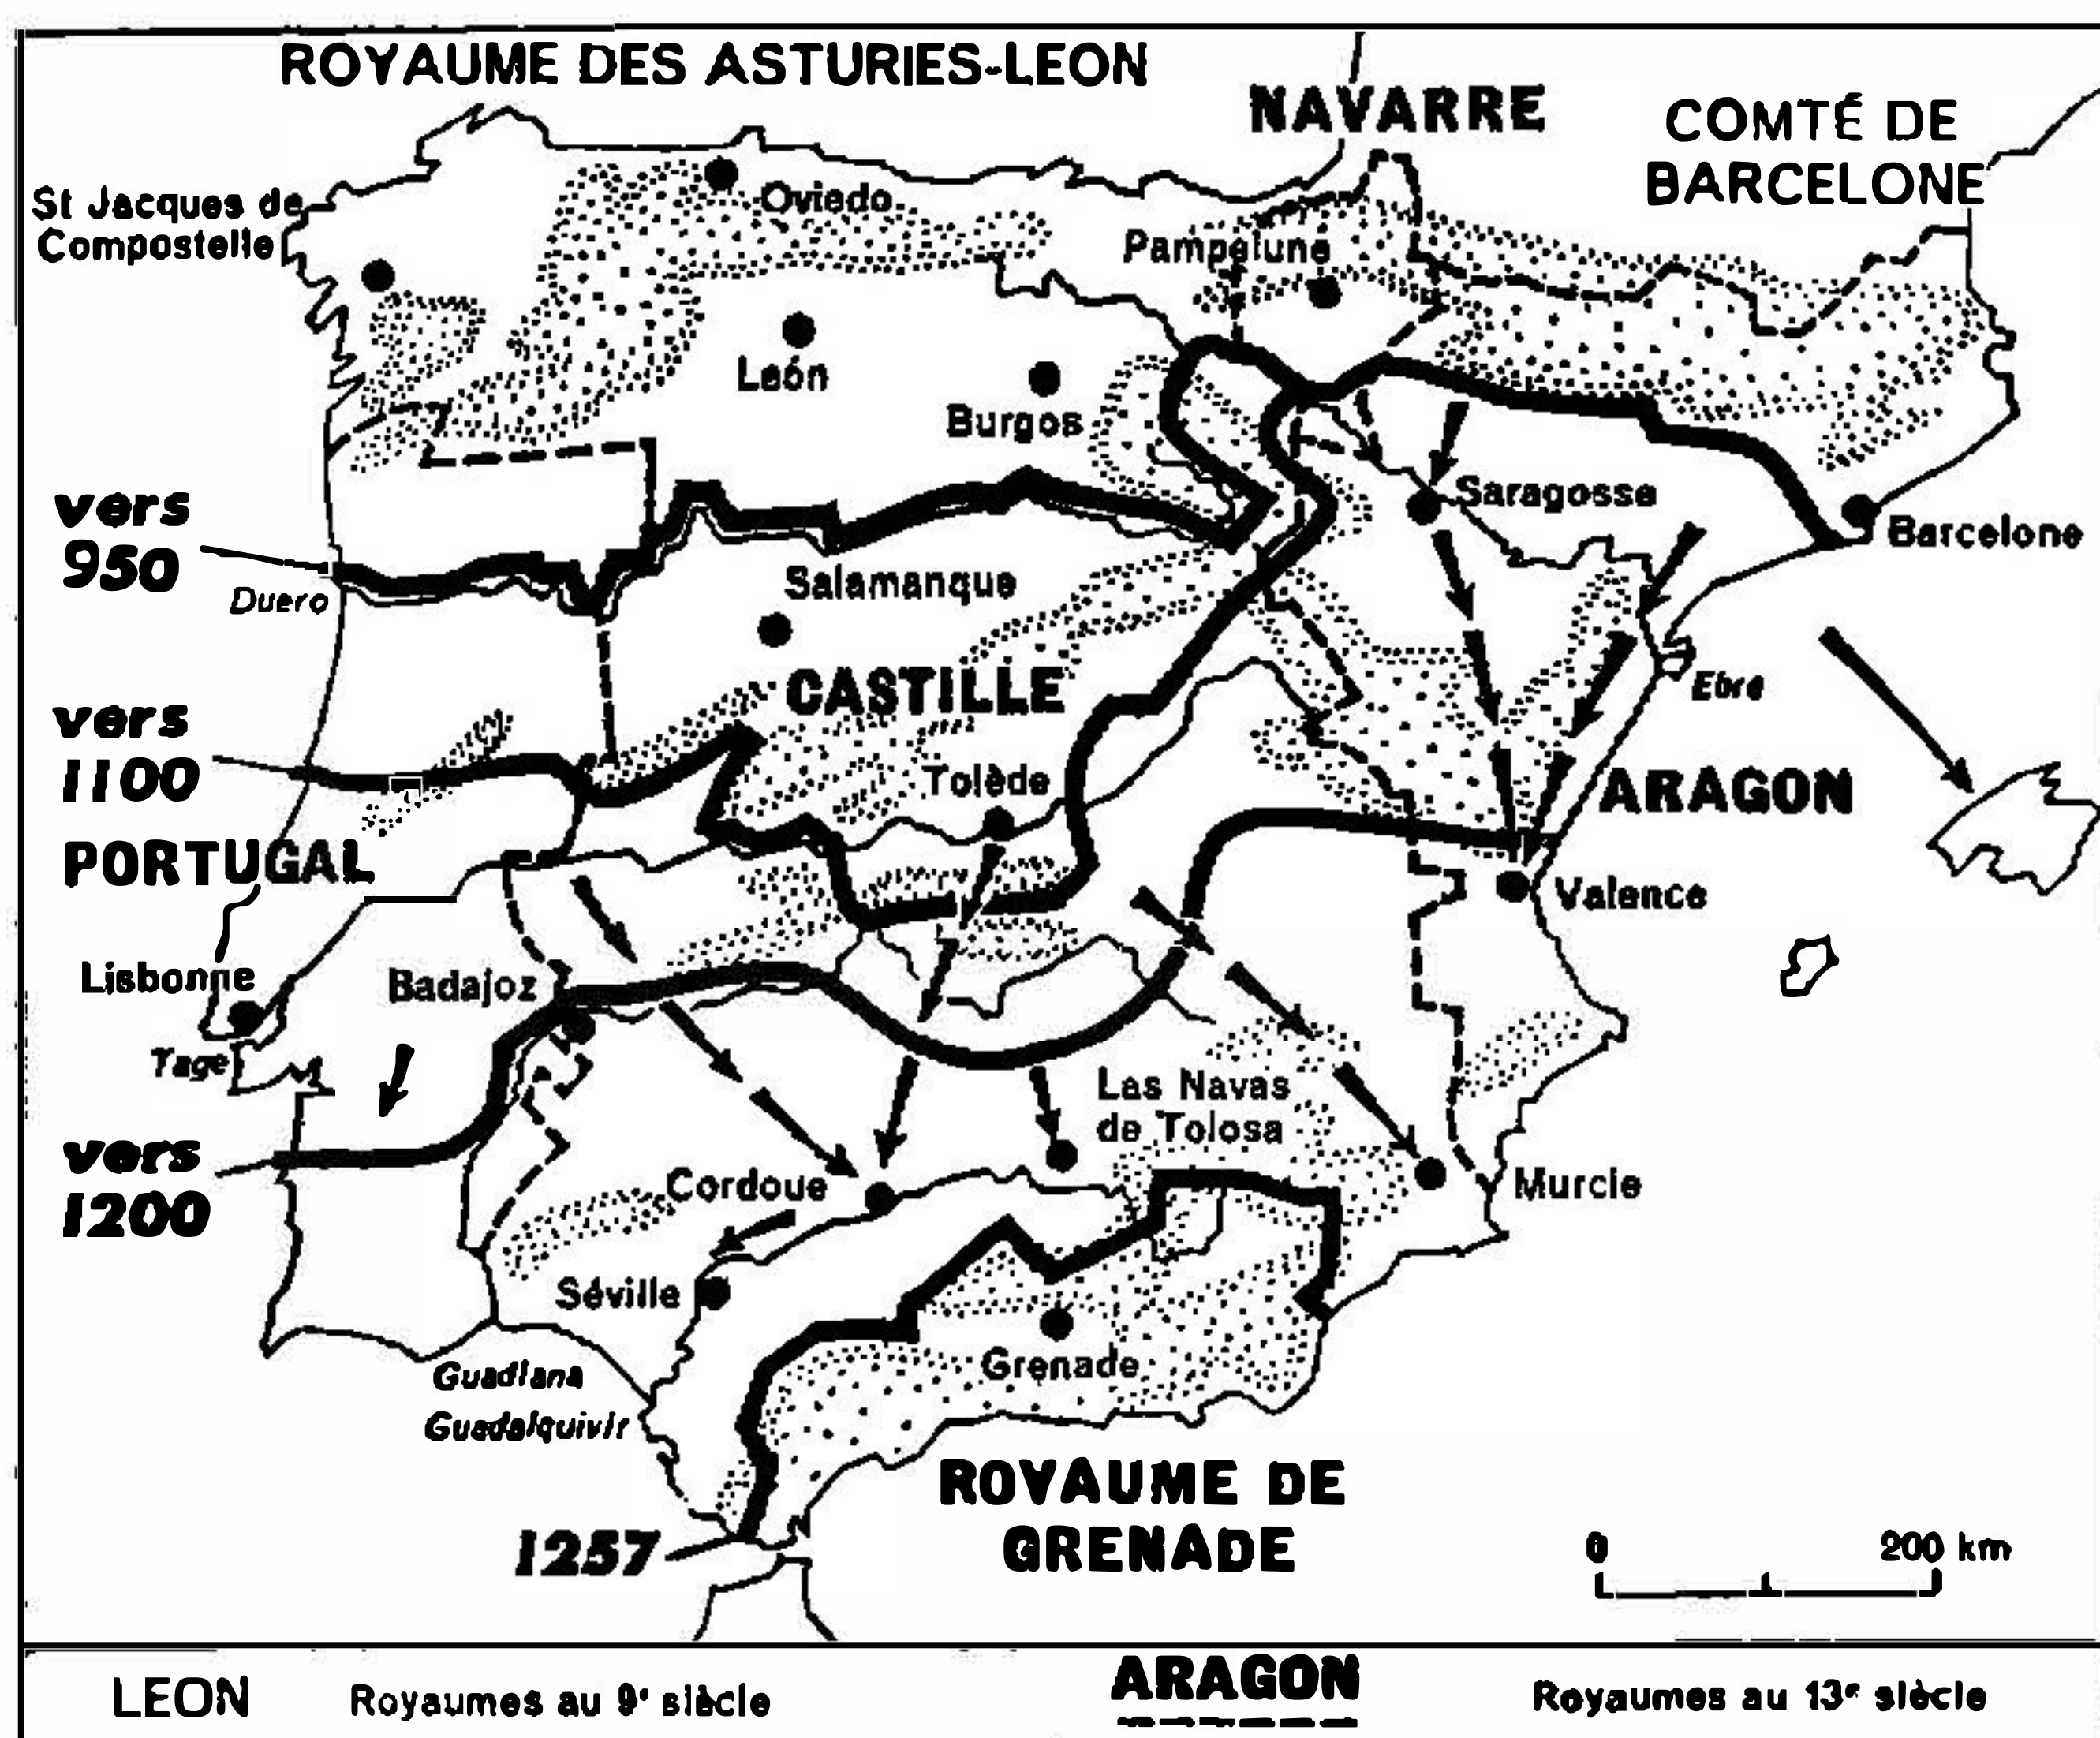 ROYAUME DES ASTURIES-LEON
NAVARRE
COMTÉ DE
BARCELONE
St Jacques de
Compostelle
Oviedo
Pampelune
León
Burgos
vers
950
Saragosse
Barcelone
Duero
Salamanque
CASTILLE
Ebre
vers
1100
Tolède
ARAGON
PORTUGAL
Valence
Lisbonne
Badajoz
Tage
Las Navas
de Tolosa
vers
1200
Cordoue
Murcie
Séville
Grenade
Guadiana
Guadalquivir
ROYAUME DE
GRENADE
1257
0 200 km
LEON Royaumes au 9e siècle ARAGON Royaumes au 13e siècle